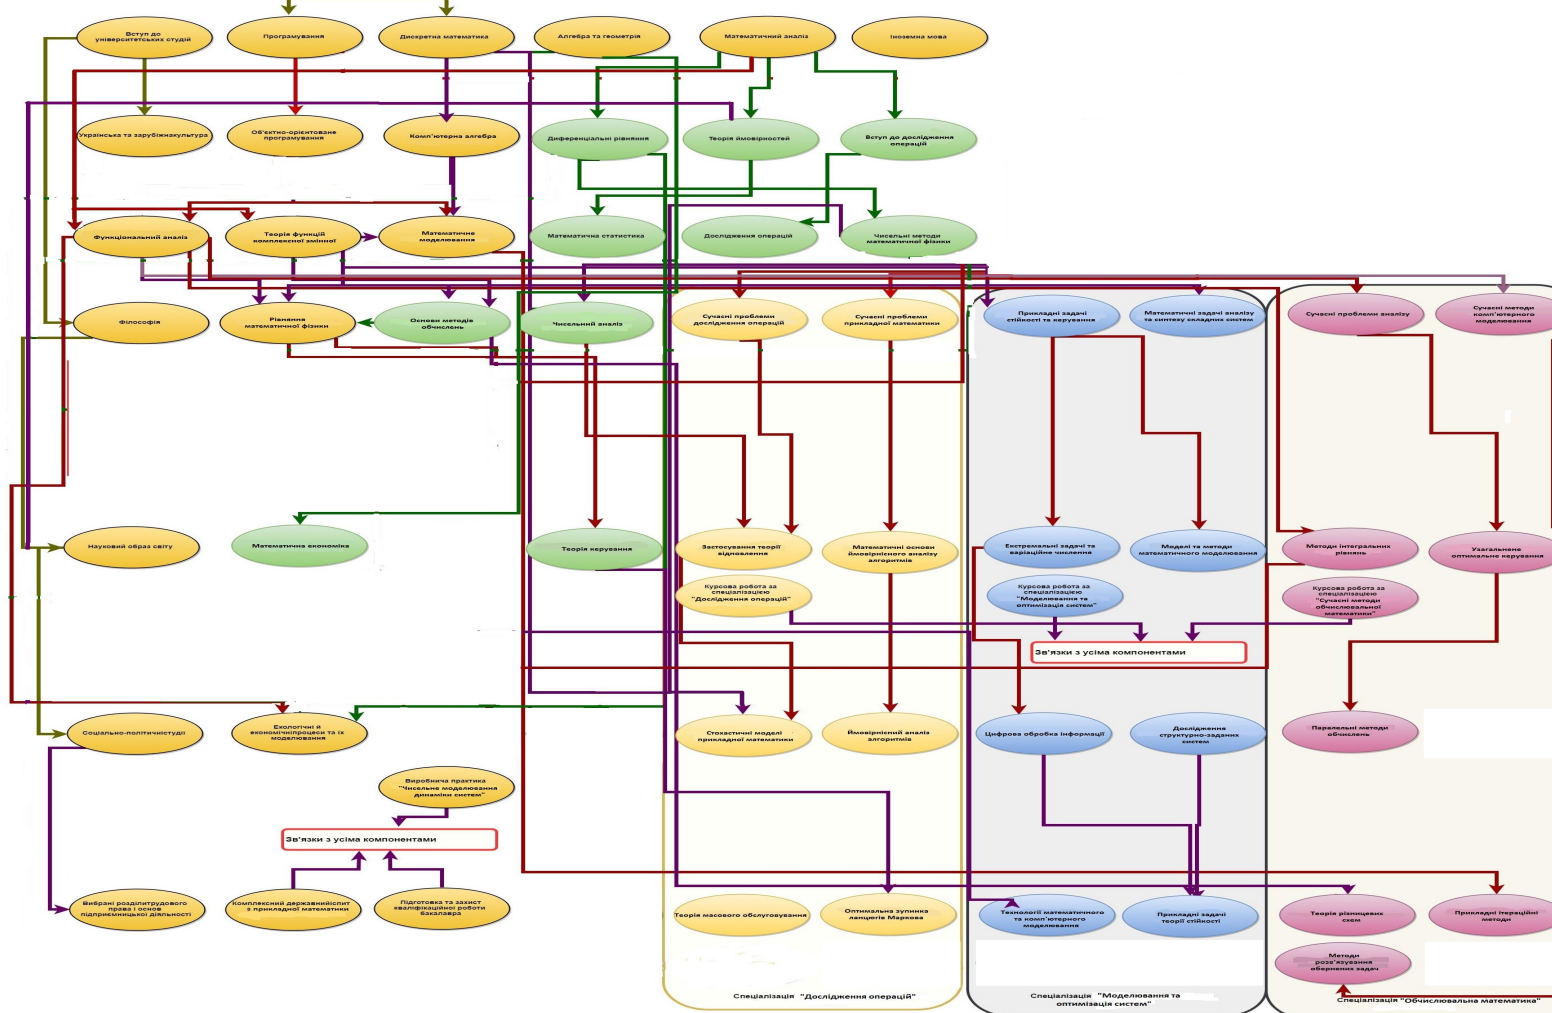 Вступ до
університетських студій
Програмування
Дискретна математика
Алгебра та геометрія
Математичний аналіз
Іноземна мова
Українська та зарубіжнакультура
Об'єктно-орієнтоване
програмування
Комп'ютерна алгебра
Диференціальні рівняння
Теорія ймовірностей
Вступ до дослідження
операцій
Функціональний аналіз
Теорія функцій
комплексної змінної
Математичне
моделювання
Математична статистика
Дослідження операцій
Чисельні методи
математичної фізики
Філософія
Рівняння
математичної фізики
Основи методів
обчислень
Чисельний аналіз
Сучасні проблеми
дослідження операцій
Сучасні проблеми
прикладної математики
Прикладні задачі
стійкості та керування
Математичні задачі аналізу
та синтезу складних систем
Сучасні проблеми аналізу
Сучасні методи
комп'ютерного
моделювання
Науковий образ світу
Математична економіка
Теорія керування
Застосування теорії
відновлення
Математичні основи
ймовірнісного аналізу
алгоритмів
Екстремальні задачі та
варіаційне числення
Моделі та методи
математичного моделювання
Методи інтегральних
рівнянь
Узагальнене
оптимальне керування
Курсова робота за
спеціалізацією
"Дослідження операцій"
Курсова робота за
спеціалізацією
"Моделювання та
оптимізація систем"
Курсова робота за
спеціалізацією
"Сучасні методи
обчислювальної
математики"
Зв'язки з усіма компонентами
Соціально-політичністудії
Екологічні й
економічніпроцеси та їх
моделювання
Стохастичні моделі
прикладної математики
Ймовірнісний аналіз
алгоритмів
Цифрова обробка інформації
Дослідження
структурно-заданих
систем
Паралельні методи
обчислень
Виробнича практика
"Чисельне моделювання
динаміки систем"
Зв'язки з усіма компонентами
Вибрані розділитрудового
права і основ
підприємницької діяльності
Комплексний державнийіспит
з прикладної математики
Підготовка та захист
кваліфікаційної роботи
бакалавра
Теорія масового обслуговування
Оптимальна зупинка
ланцюгів Маркова
Технології математичного
та комп'ютерного
моделювання
Прикладні задачі
теорії стійкості
Теорія різницевих
схем
Прикладні ітераційні
методи
Методи
розв'язування
обернених задач
Спеціалізація "Дослідження операцій"
Спеціалізація "Моделювання та
оптимізація систем"
Спеціалізація "Обчислювальна математика"